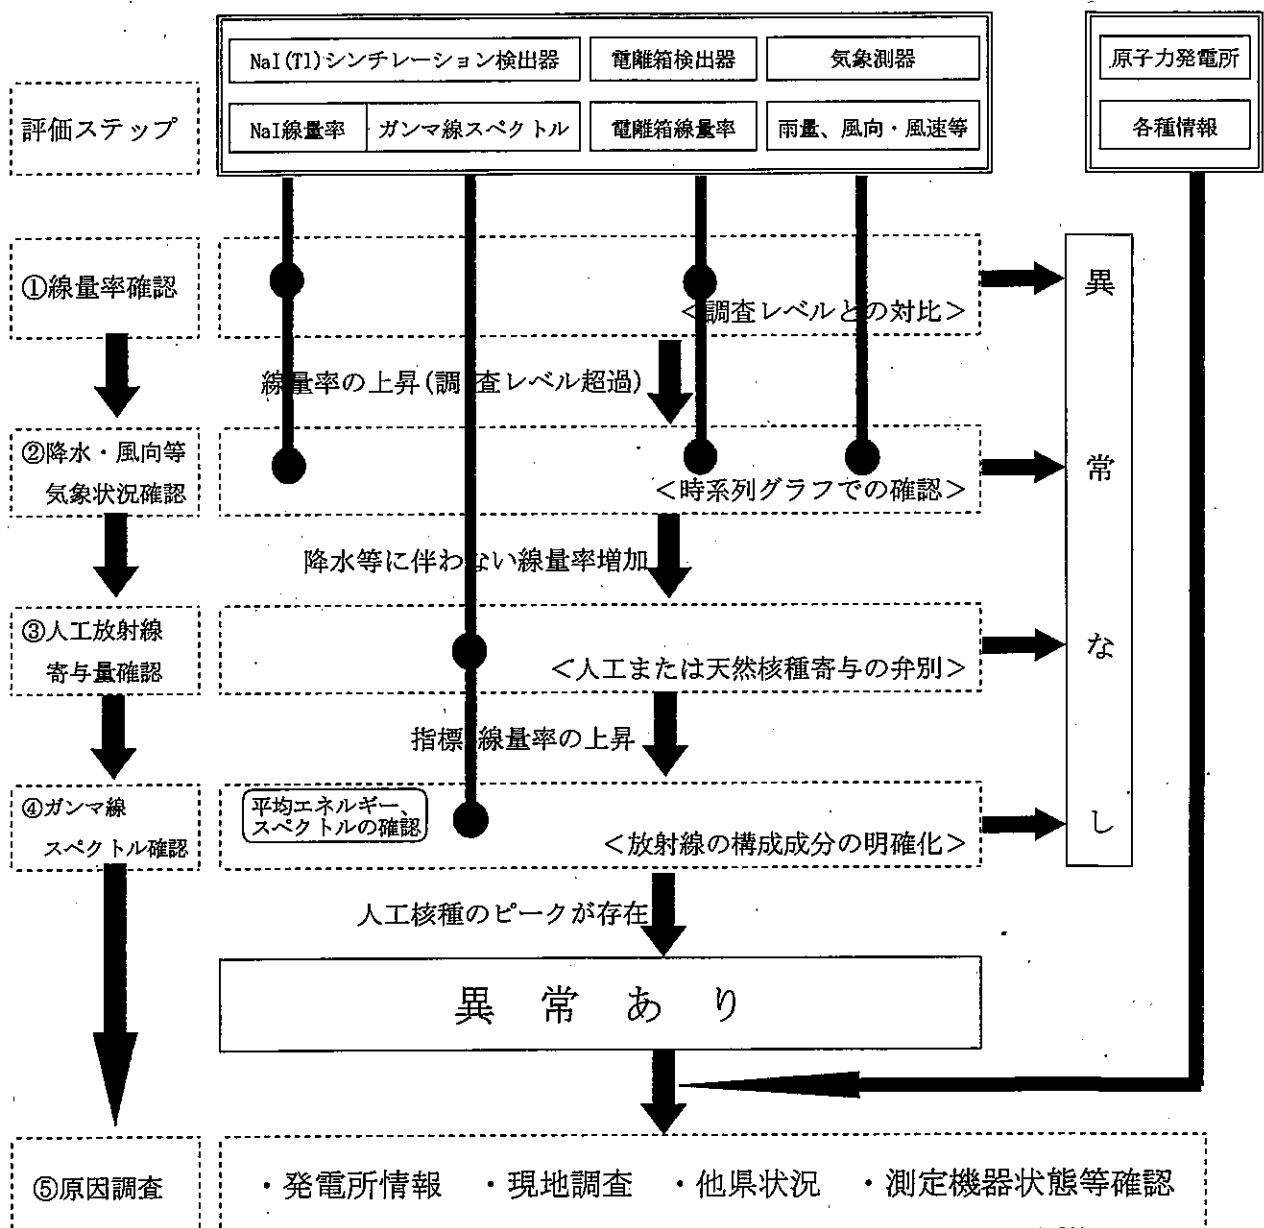 NaI(Tl)シンチレーション検出器
電離箱検出器
気象測器
原子力発電所
評価ステップ
NaI線量率
ガンマ線スペクトル
電離箱線量率
雨量、風向・風速等
各種情報
①線量率確認
<調査レベルとの対比>
線量率の上昇(調査レベル超過)
②降水・風向等
気象状況確認
<時系列グラフでの確認>
降水等に伴わない線量率増加
③人工放射線
寄与量確認
<人工または天然核種寄与の弁別>
指標線量率の上昇
④ガンマ線
スペクトル確認
平均エネルギー、
スペクトルの確認
<放射線の構成成分の明確化>
異
常
な
し
人工核種のピークが存在
異常あり
⑤原因調査
・発電所情報 ・現地調査 ・他県状況 ・測定機器状態等確認